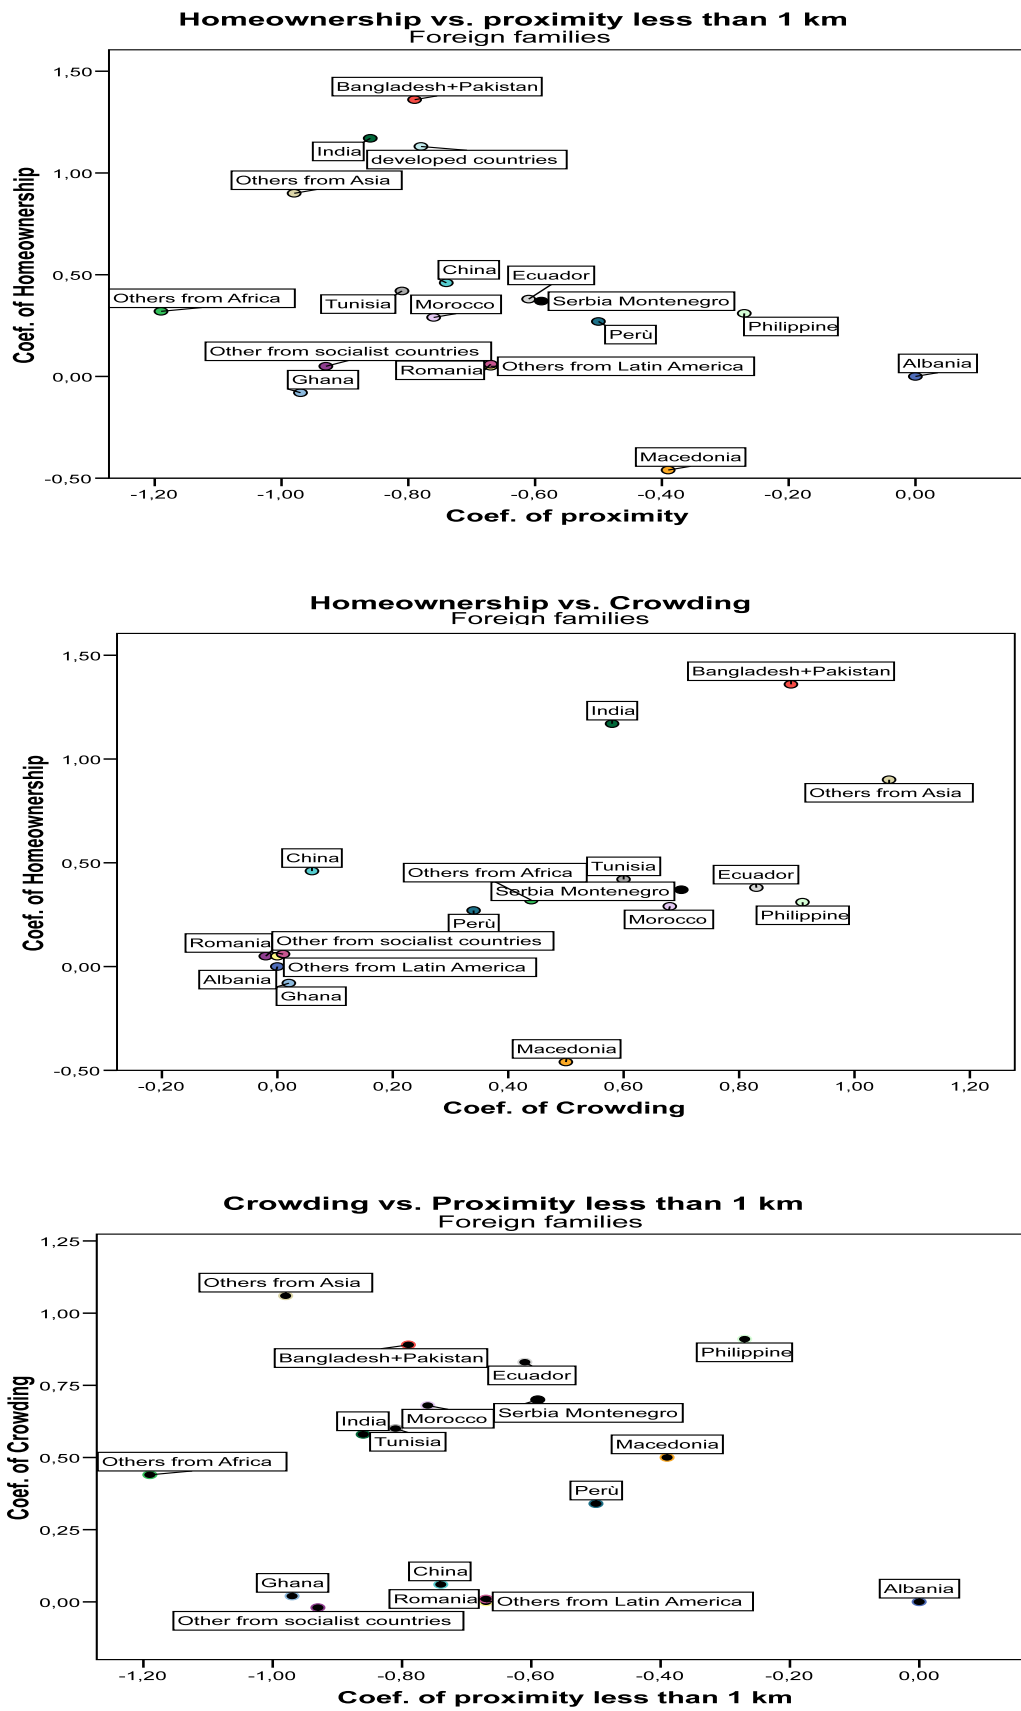 Homeownership vs. proximity less than 1 km
Foreign families
Coef. of Homeownership
1,50
1,00
0,50
0,00
-0,50
Bangladesh+Pakistan
India
developed countries
Others from Asia
China
Ecuador
Others from Africa
Tunisia
Morocco
Serbia Montenegro
Perù
Philippine
Other from socialist countries
Ghana
Romania
Others from Latin America
Albania
Macedonia
-1,20
-1,00
-0,80
-0,60
-0,40
-0,20
0,00
Coef. of proximity
Homeownership vs. Crowding
Foreign families
Coef. of Homeownership
1,50
1,00
0,50
0,00
-0,50
Bangladesh+Pakistan
India
Others from Asia
China
Others from Africa
Tunisia
Serbia Montenegro
Ecuador
Perù
Morocco
Philippine
Romania
Other from socialist countries
Albania
Others from Latin America
Ghana
Macedonia
-0,20
0,00
0,20
0,40
0,60
0,80
1,00
1,20
Coef. of Crowding
Crowding vs. Proximity less than 1 km
Foreign families
Coef. of Crowding
1,25
1,00
0,75
0,50
0,25
0,00
Others from Asia
Bangladesh+Pakistan
Philippine
Ecuador
India
Morocco
Serbia Montenegro
Tunisia
Macedonia
Others from Africa
Perù
Ghana
China
Albania
Romania
Others from Latin America
Other from socialist countries
-1,20
-1,00
-0,80
-0,60
-0,40
-0,20
0,00
Coef. of proximity less than 1 km